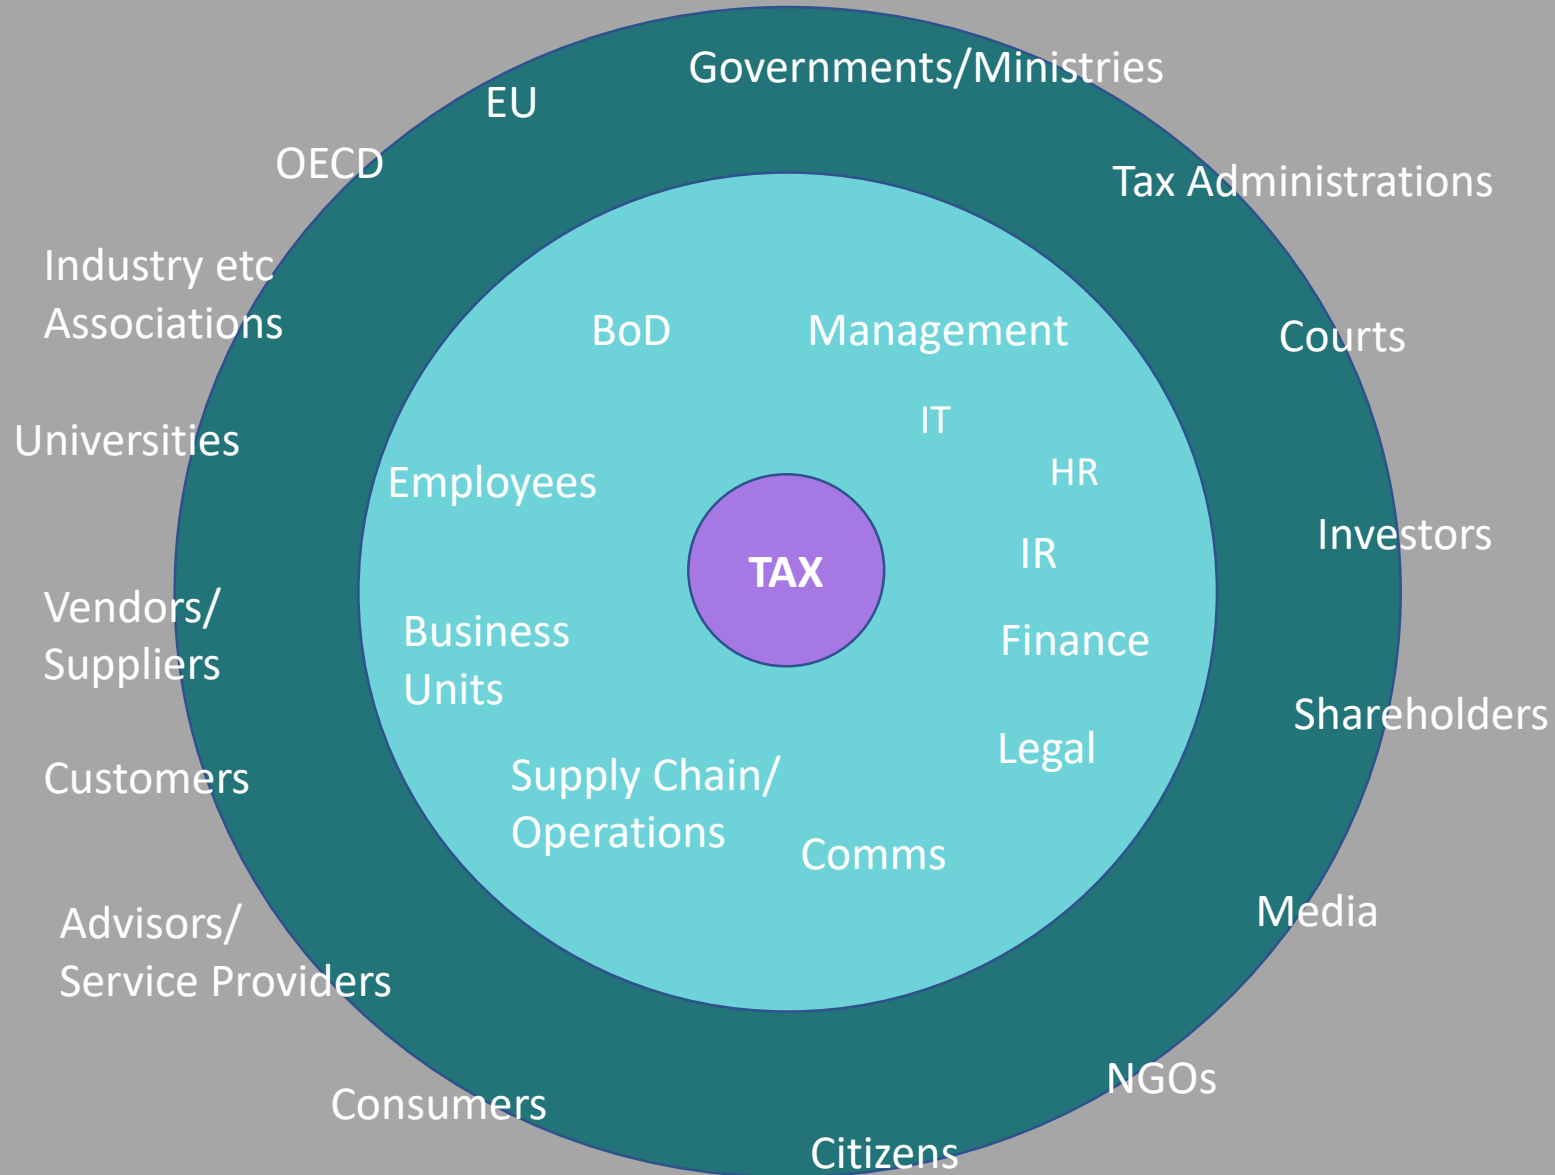 Governments/Ministries
EU
OECD
Tax Administrations
Industry etc
Associations
BoD
Management
Courts
IT
Universities
HR
Employees
Investors
IR
TAX
Vendors/
Suppliers
Business
Units
Finance
Shareholders
Legal
Customers
Supply Chain/
Operations
Comms
Media
Advisors/
Service Providers
NGOs
Consumers
Citizens